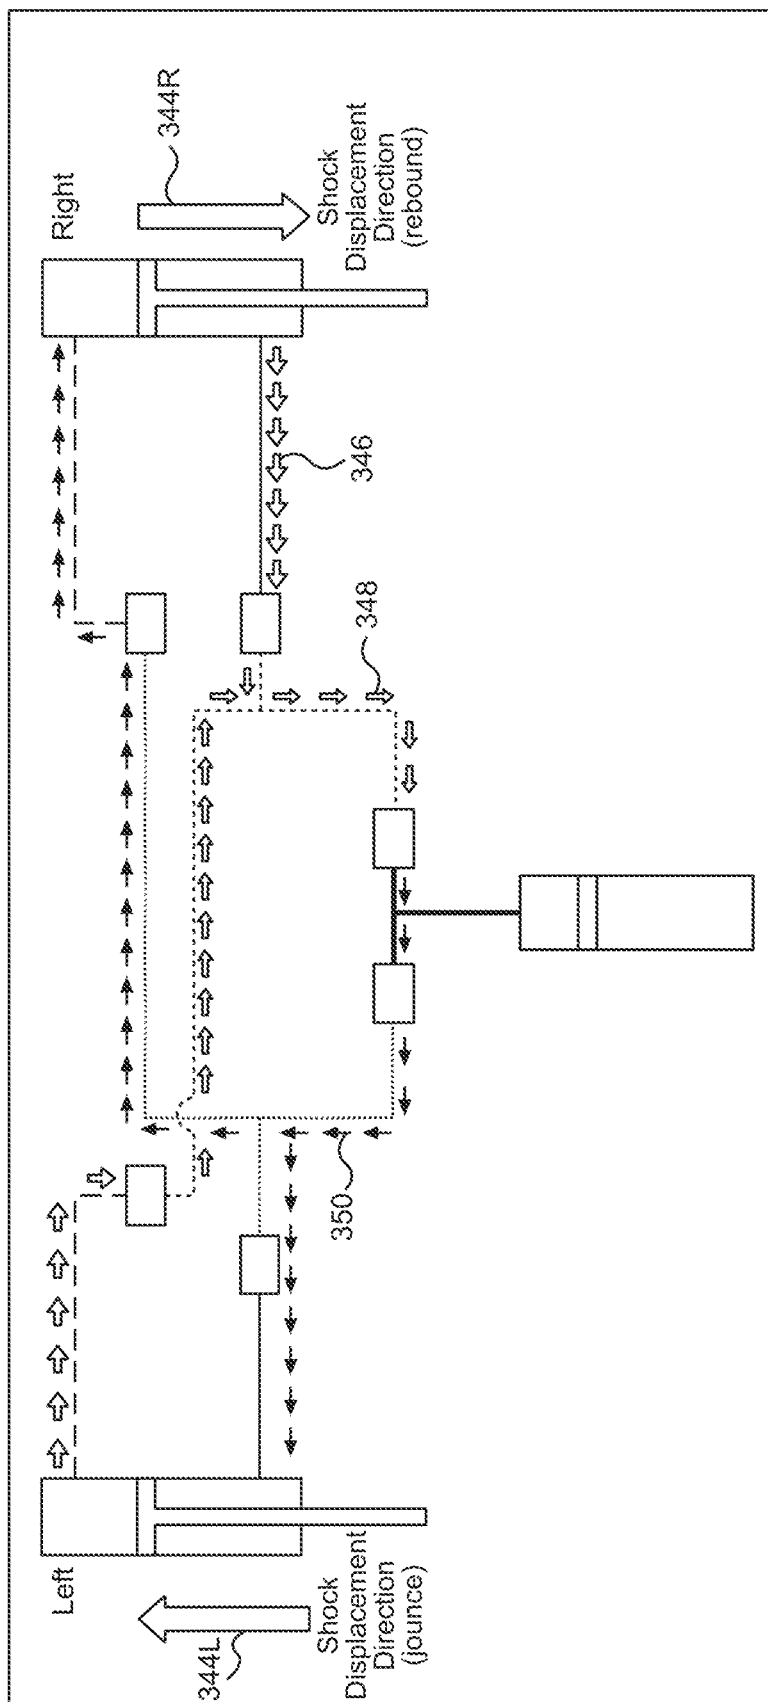 Left
Right
344L
Shock
Displacement
Direction
(jounce)
350
348
346
344R
Shock
Displacement
Direction
(rebound)